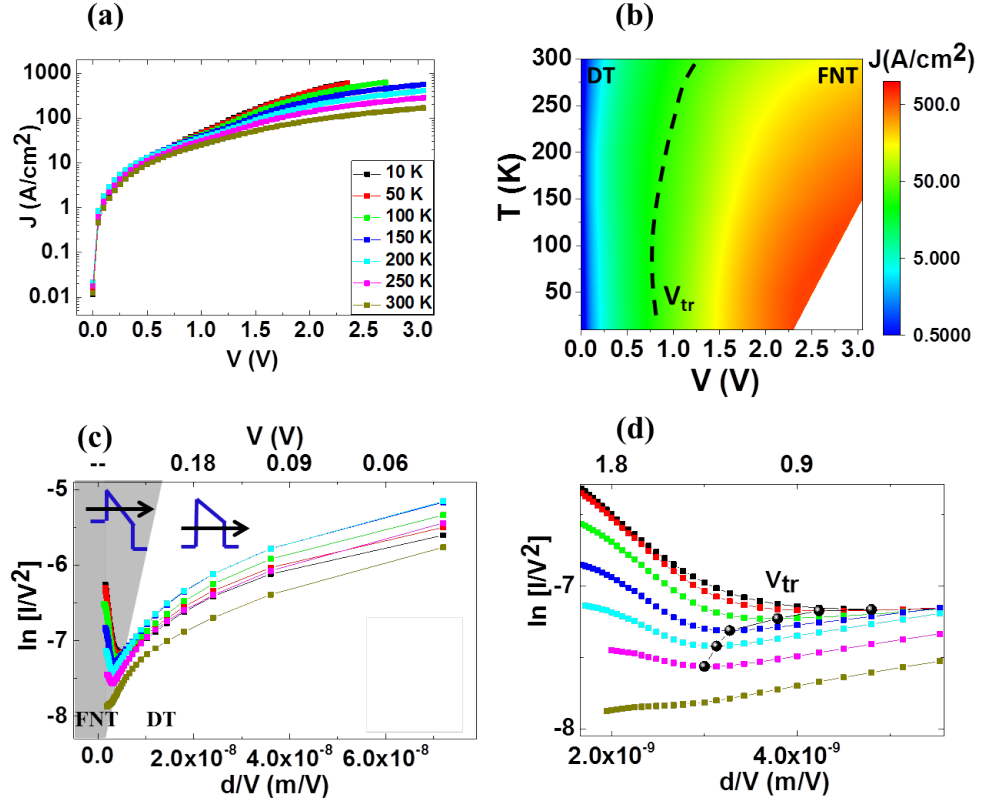 (a)
1000
100
10
1
0.1
0.01
J (A/cm²)
10 K
50 K
100 K
150 K
200 K
250 K
300 K
0.0 0.5 1.0 1.5 2.0 2.5 3.0
V (V)
(b)
300
250
200
150
100
50
T (K)
DT
FNT
V_tr
0.0 0.5 1.0 1.5 2.0 2.5 3.0
V (V)
J(A/cm²)
500.0
50.00
5.000
0.5000
(c)
V (V)
-- 0.18 0.09 0.06
-5
-6
-7
-8
ln [I/V²]
FNT DT
0.0 2.0x10⁻⁸ 4.0x10⁻⁸ 6.0x10⁻⁸
d/V (m/V)
(d)
1.8 0.9
-7
-8
ln [I/V²]
V_tr
2.0x10⁻⁹ 4.0x10⁻⁹
d/V (m/V)